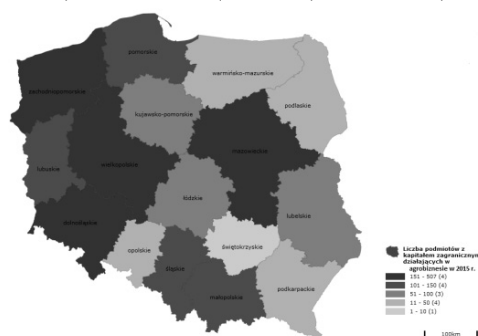 pomorskie
warmińsko-mazurskie
zachodniopomorskie
podlaskie
kujawsko-pomorskie
mazowieckie
lubuskie
wielkopolskie
łódzkie
lubelskie
dolnośląskie
opolskie
świętokrzyskie
śląskie
małopolskie
podkarpackie
Liczba podmiotów z
kapitałem zagranicznym
działających w
agrobiznesie w 2015 r.
151 - 507 (4)
101 - 150 (4)
51 - 100 (3)
11 - 50 (4)
1 - 10 (1)
100km